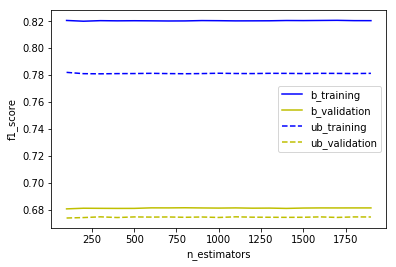 0.82
0.80
0.78
0.76
0.74
0.72
0.70
0.68
f1_score
b_training
b_validation
ub_training
ub_validation
250 500 750 1000 1250 1500 1750
n_estimators